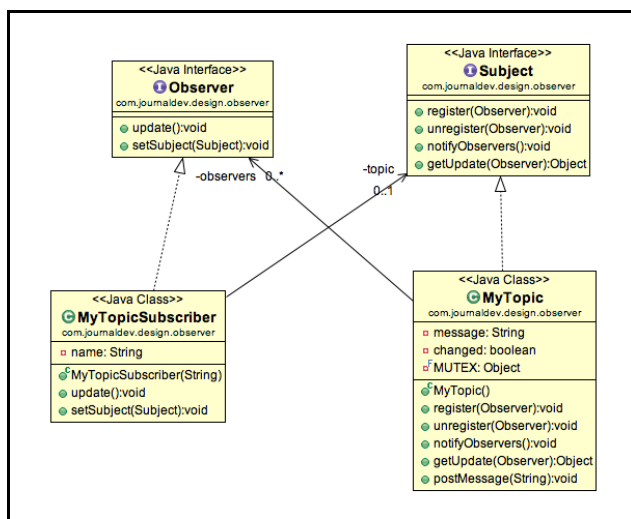 <<Java Interface>>
Observer
com.journaldev.design.observer
update():void
setSubject(Subject):void
<<Java Interface>>
Subject
com.journaldev.design.observer
register(Observer):void
unregister(Observer):void
notifyObservers():void
getUpdate(Observer):Object
-observers 0..*
-topic
0..1
<<Java Class>>
MyTopicSubscriber
com.journaldev.design.observer
name: String
MyTopicSubscriber(String)
update():void
setSubject(Subject):void
<<Java Class>>
MyTopic
com.journaldev.design.observer
message: String
changed: boolean
MUTEX: Object
MyTopic()
register(Observer):void
unregister(Observer):void
notifyObservers():void
getUpdate(Observer):Object
postMessage(String):void